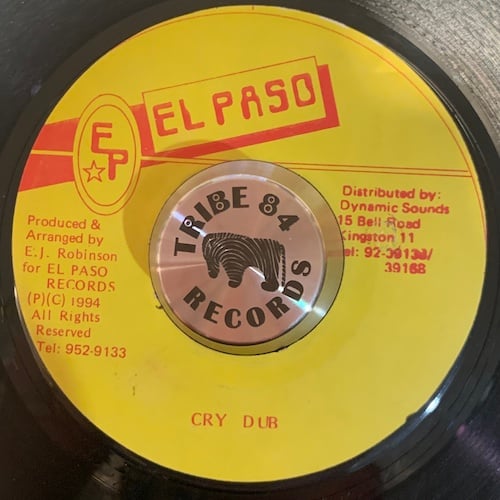 EL PASO
EP
Produced &
Arranged by
E.J. Robinson
for EL PASO
RECORDS
(P)(C) 1994
All Rights
Reserved
Tel: 952-9133
TRIBE 84
RECORDS
Distributed by:
Dynamic Sounds
15 Bell Road
Kingston 11
39168
CRY DUB